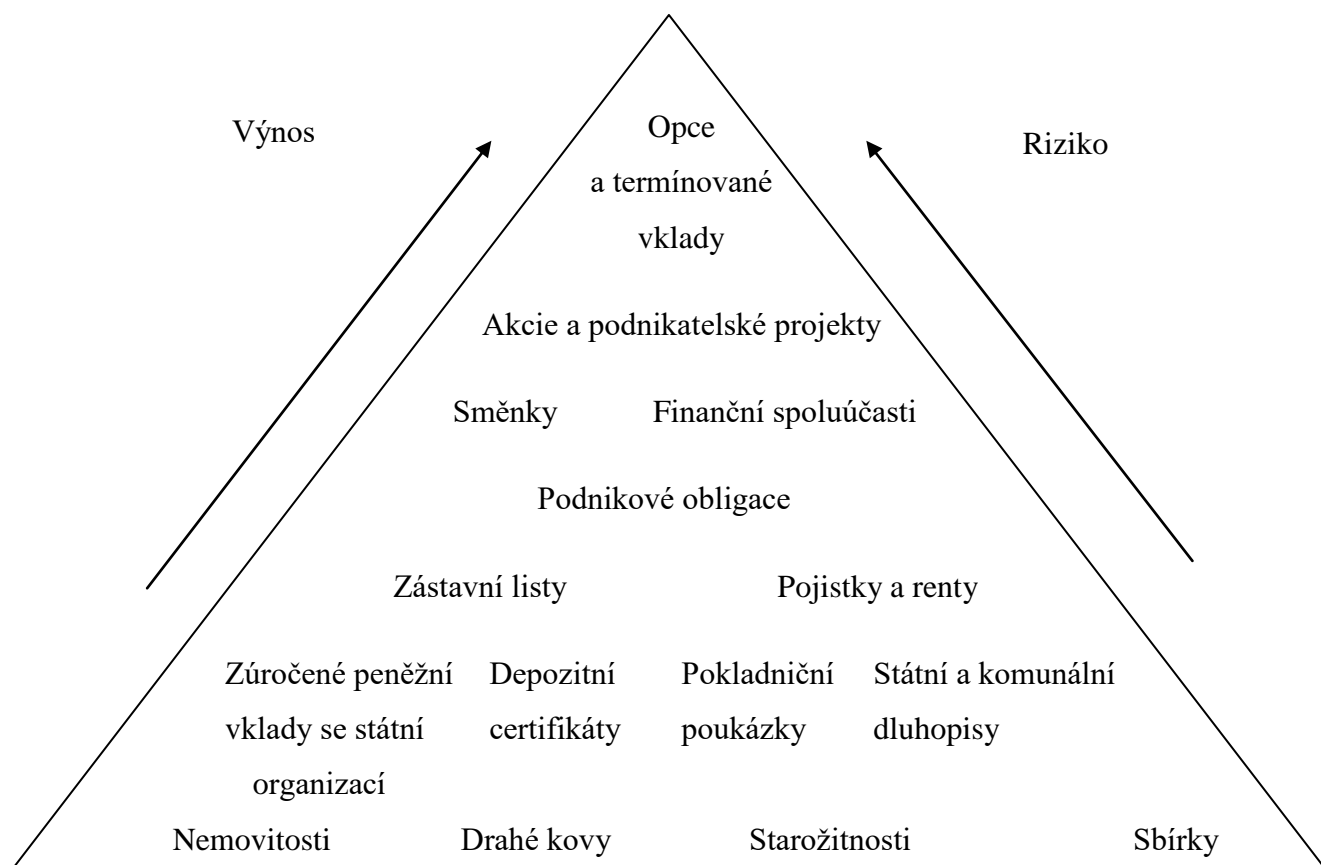 Výnos
Opce
Riziko
a termínované
vklady
Akcie a podnikatelské projekty
Směnky Finanční spoluúčasti
Podnikové obligace
Zástavní listy Pojistky a renty
Zúročené peněžní Depozitní Pokladniční Státní a komunální
vklady se státní certifikáty poukázky dluhopisy
organizací
Nemovitosti Drahé kovy Starožitnosti Sbírky